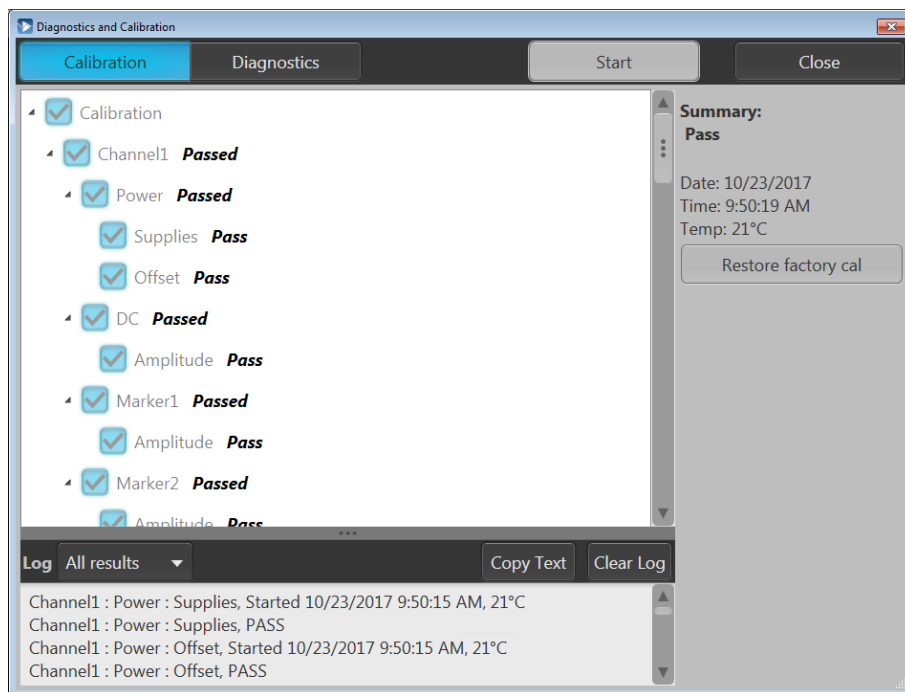 Diagnostics and Calibration
Calibration Diagnostics Start Close
Calibration
Channel1 Passed
Power Passed
Supplies Pass
Offset Pass
DC Passed
Amplitude Pass
Marker1 Passed
Amplitude Pass
Marker2 Passed
Amplitude Pass
Summary:
Pass
Date: 10/23/2017
Time: 9:50:19 AM
Temp: 21°C
Restore factory cal
Log All results Copy Text Clear Log
Channel1 : Power : Supplies, Started 10/23/2017 9:50:15 AM, 21°C
Channel1 : Power : Supplies, PASS
Channel1 : Power : Offset, Started 10/23/2017 9:50:15 AM, 21°C
Channel1 : Power : Offset, PASS